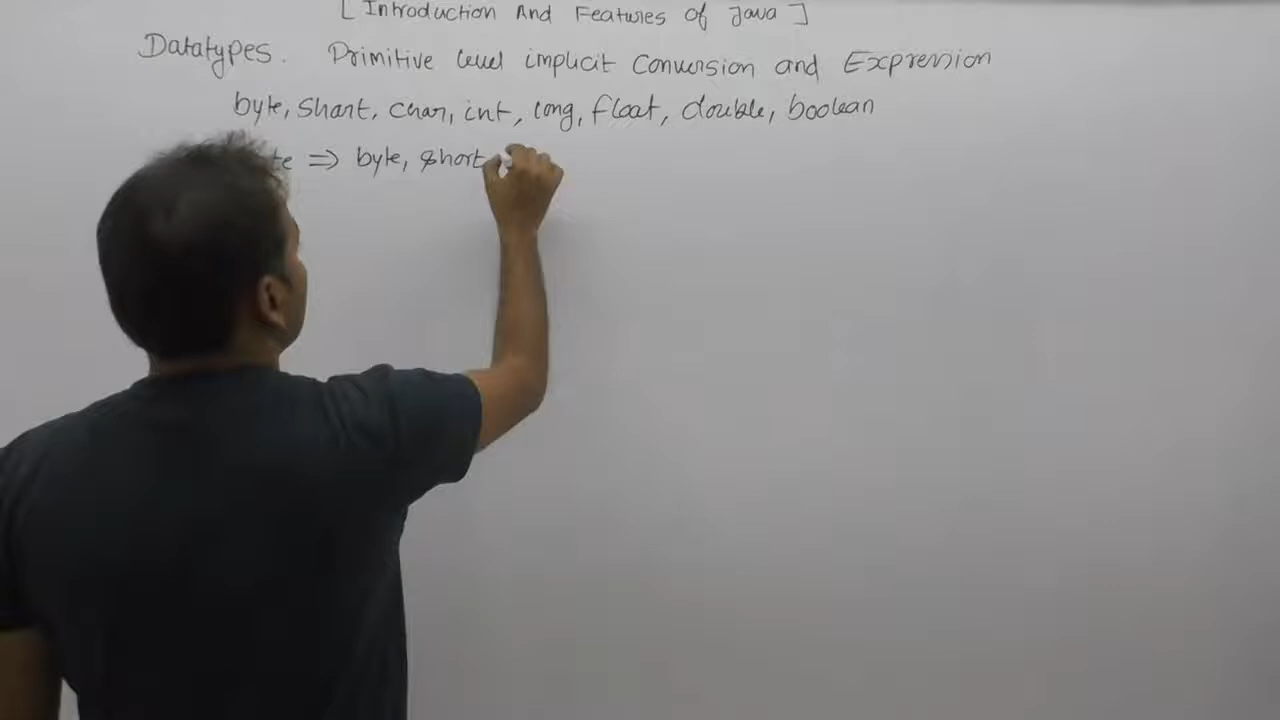 [ Introduction And Features of Java ]
Datatypes. Primitive level implicit Conversion and Expression
byte, short, char, int, long, float, double, boolean
te => byte, short